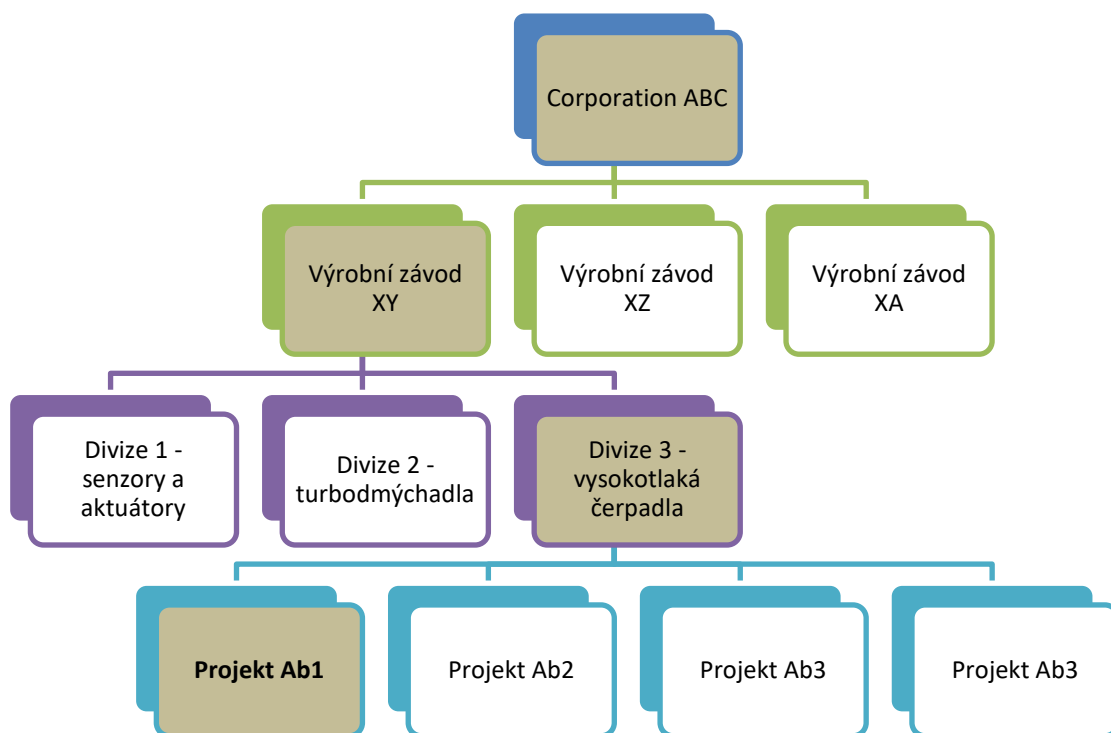 Corporation ABC
Výrobní závod
XY
Výrobní závod
XZ
Výrobní závod
XA
Divize 1 -
senzory a
aktuátory
Divize 2 -
turbodmýchadla
Divize 3 -
vysokotlaká
čerpadla
Projekt Ab1
Projekt Ab2
Projekt Ab3
Projekt Ab3